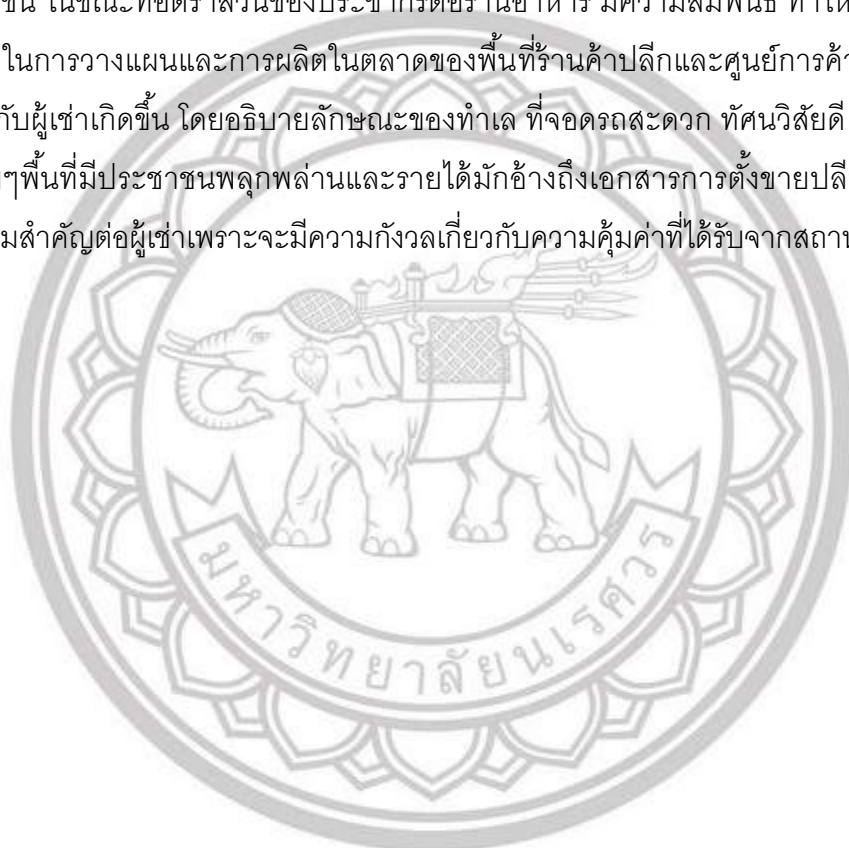 ขึ้น ในขณะที่อัตราส่วนของประชากรต่อร้านอาหาร มีความสัมพันธ์ ทำให้
ในการวางแผนและการผลิตในตลาดของพื้นที่ร้านค้าปลีกและศูนย์การค้า
กับผู้เช่าเกิดขึ้น โดยอธิบายลักษณะของทำเล ที่จอดรถสะดวก ทัศนวิสัยดี
ๆพื้นที่มีประชาชนพลุกพล่านและรายได้มักอ้างถึงเอกสารการตั้งขายปลี
มสำคัญต่อผู้เช่าเพราะจะมีความกังวลเกี่ยวกับความคุ้มค่าที่ได้รับจากสถาน
มหาวิทยาลัยนเรศวร